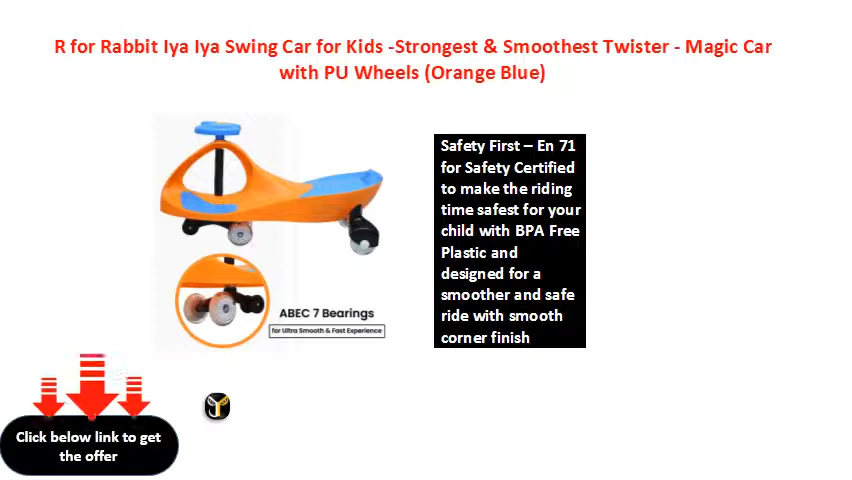 R for Rabbit Iya Iya Swing Car for Kids -Strongest & Smoothest Twister - Magic Car
with PU Wheels (Orange Blue)
Safety First – En 71
for Safety Certified
to make the riding
time safest for your
child with BPA Free
Plastic and
designed for a
smoother and safe
ride with smooth
corner finish
ABEC 7 Bearings
for Ultra Smooth & Fast Experience
Click below link to get
the offer